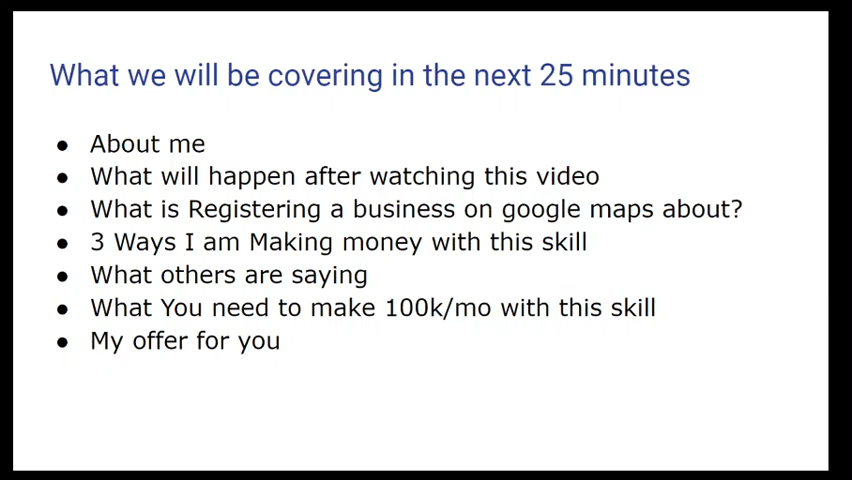 What we will be covering in the next 25 minutes
● About me
● What will happen after watching this video
● What is Registering a business on google maps about?
● 3 Ways I am Making money with this skill
● What others are saying
● What You need to make 100k/mo with this skill
● My offer for you